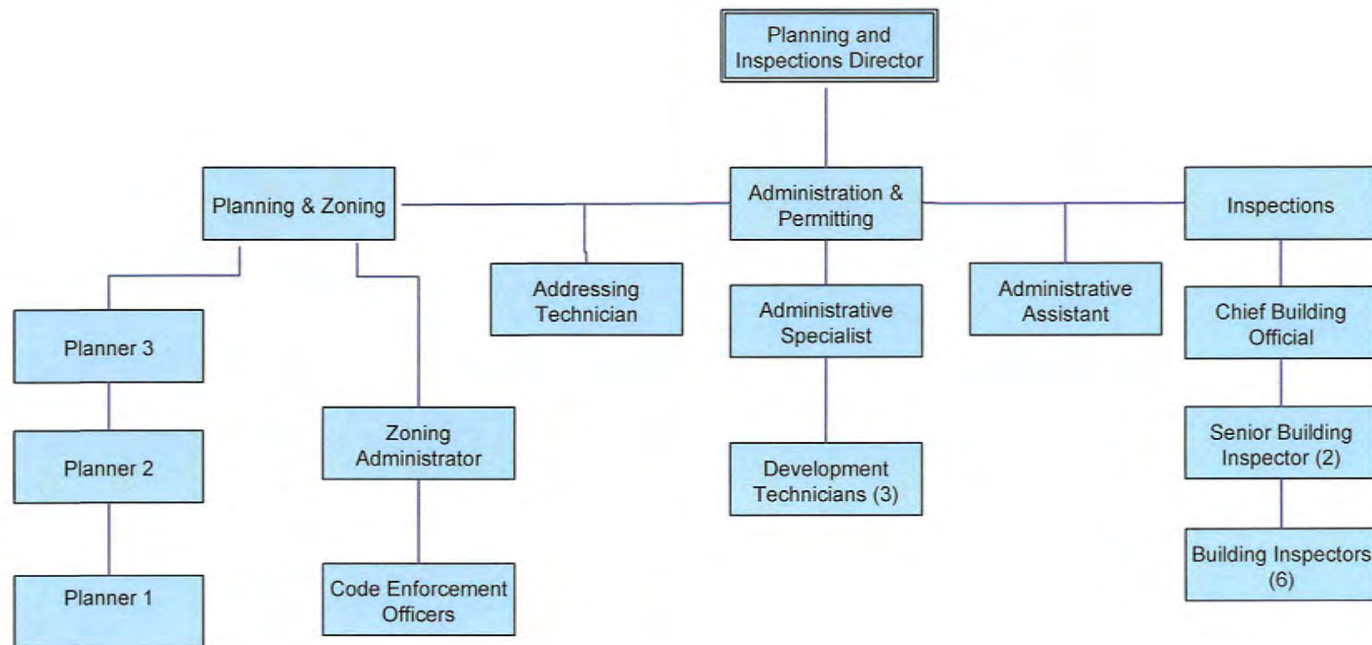 Planning and
Inspections Director
Planning & Zoning
Administration &
Permitting
Inspections
Addressing
Technician
Administrative
Specialist
Administrative
Assistant
Chief Building
Official
Planner 3
Planner 2
Zoning
Administrator
Development
Technicians (3)
Senior Building
Inspector (2)
Planner 1
Code Enforcement
Officers
Building Inspectors
(6)